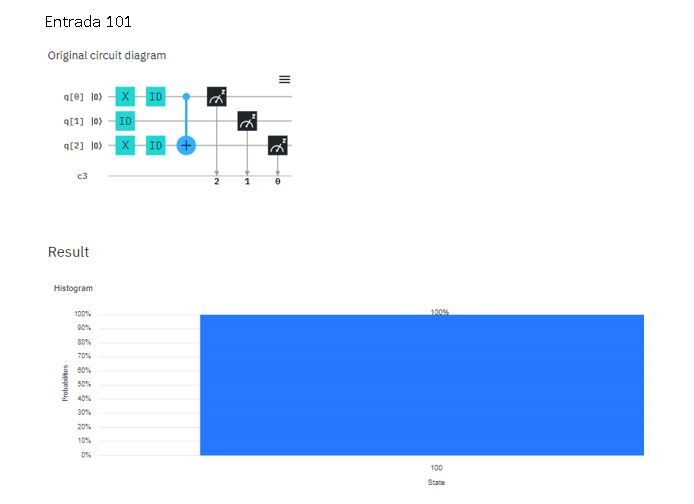 Entrada 101
Original circuit diagram
q[0] |0⟩ X ID z
q[1] |0⟩ ID z
q[2] |0⟩ X ID + z
c3
2 1 0
Result
Histogram
100%
100%
90%
80%
70%
60%
50%
40%
30%
20%
10%
0%
Probabilities
100
State